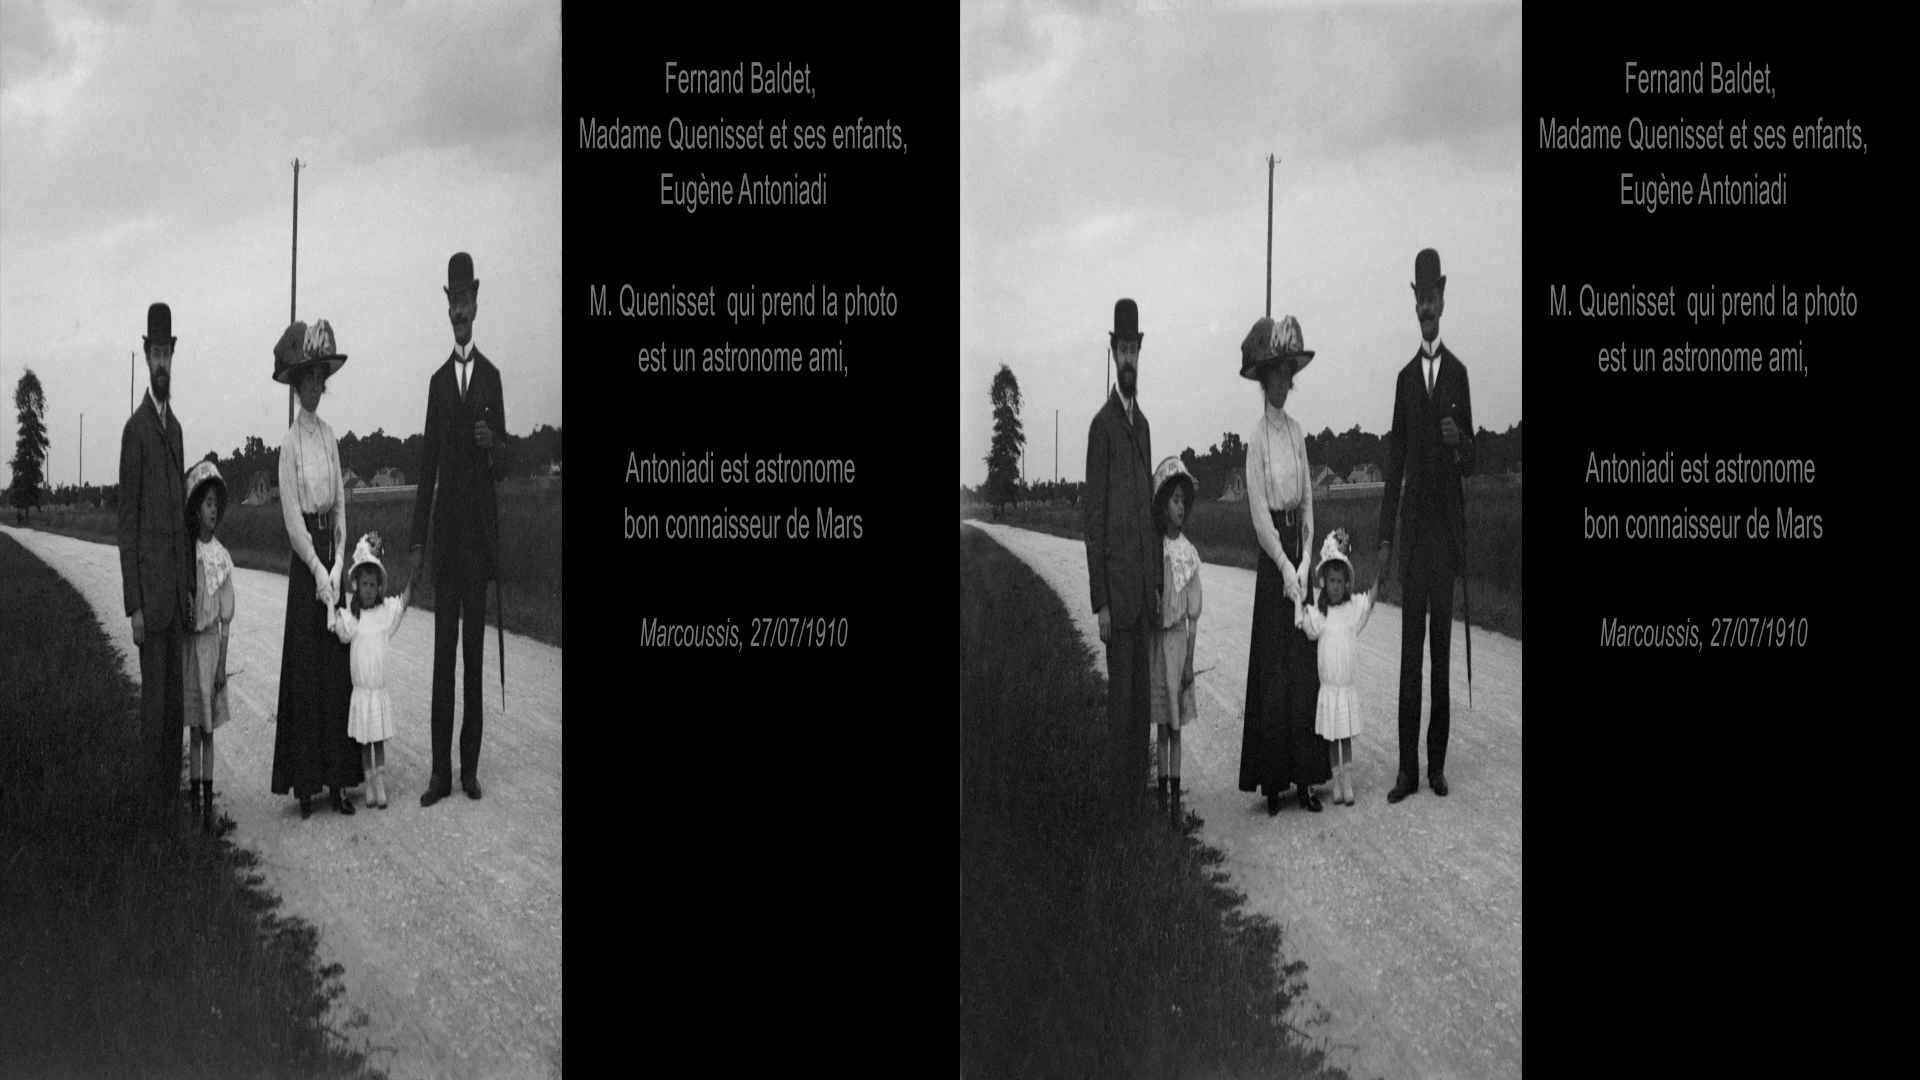 Fernand Baldet,
Madame Quenisset et ses enfants,
Eugène Antoniadi
M. Quenisset  qui prend la photo
est un astronome ami,
Antoniadi est astronome
bon connaisseur de Mars
Marcoussis, 27/07/1910
Fernand Baldet,
Madame Quenisset et ses enfants,
Eugène Antoniadi
M. Quenisset  qui prend la photo
est un astronome ami,
Antoniadi est astronome
bon connaisseur de Mars
Marcoussis, 27/07/1910